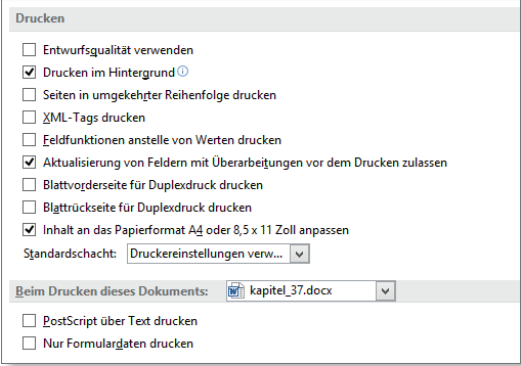 Drucken
Entwurfsqualität verwenden
Drucken im Hintergrund
Seiten in umgekehrter Reihenfolge drucken
XML-Tags drucken
Feldfunktionen anstelle von Werten drucken
Aktualisierung von Feldern mit Überarbeitungen vor dem Drucken zulassen
Blattvorderseite für Duplexdruck drucken
Blattrückseite für Duplexdruck drucken
Inhalt an das Papierformat A4 oder 8,5 x 11 Zoll anpassen
Standardschacht: Druckereinstellungen verw...
Beim Drucken dieses Dokuments: kapitel_37.docx
PostScript über Text drucken
Nur Formulardaten drucken